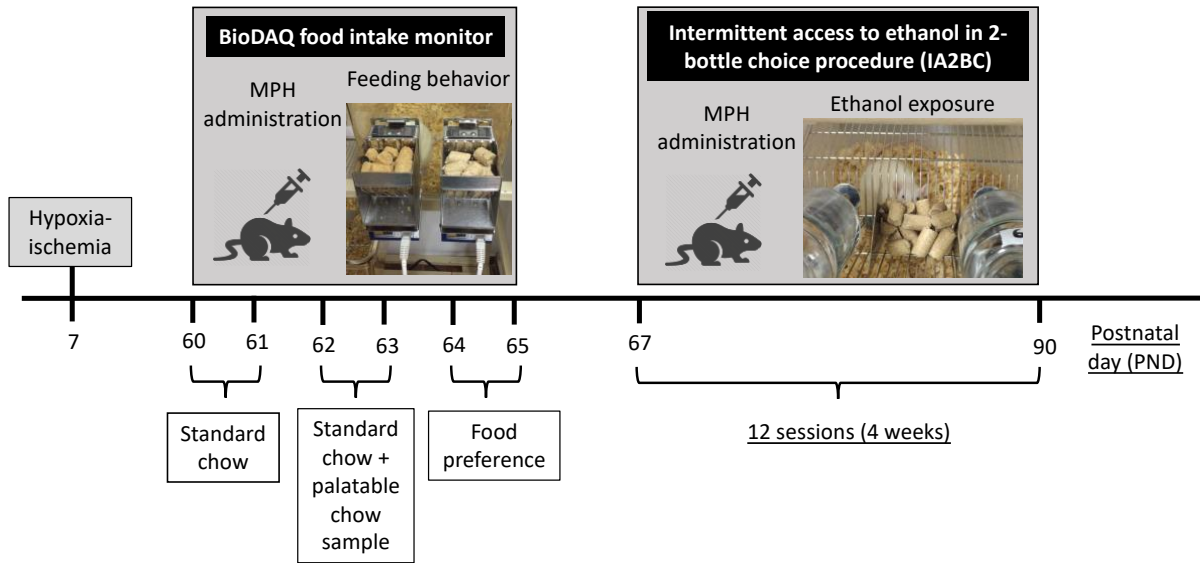 BioDAQ food intake monitor
MPH
administration
Feeding behavior
Intermittent access to ethanol in 2-
bottle choice procedure (IA2BC)
MPH
administration
Ethanol exposure
Hypoxia-
ischemia
7
60
61
62
63
64
65
67
90
Postnatal
day (PND)
Standard
chow
Standard
chow +
palatable
chow
sample
Food
preference
12 sessions (4 weeks)